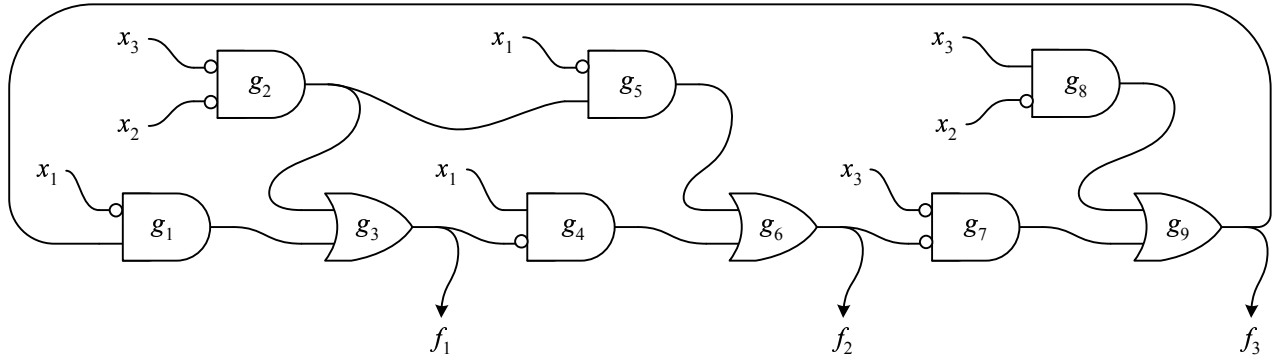 x₃ x₁ x₃
g₂ g₅ g₈
x₂ x₂
x₁ x₁ x₃
g₁ g₃ g₄ g₆ g₇ g₉
f₁ f₂ f₃